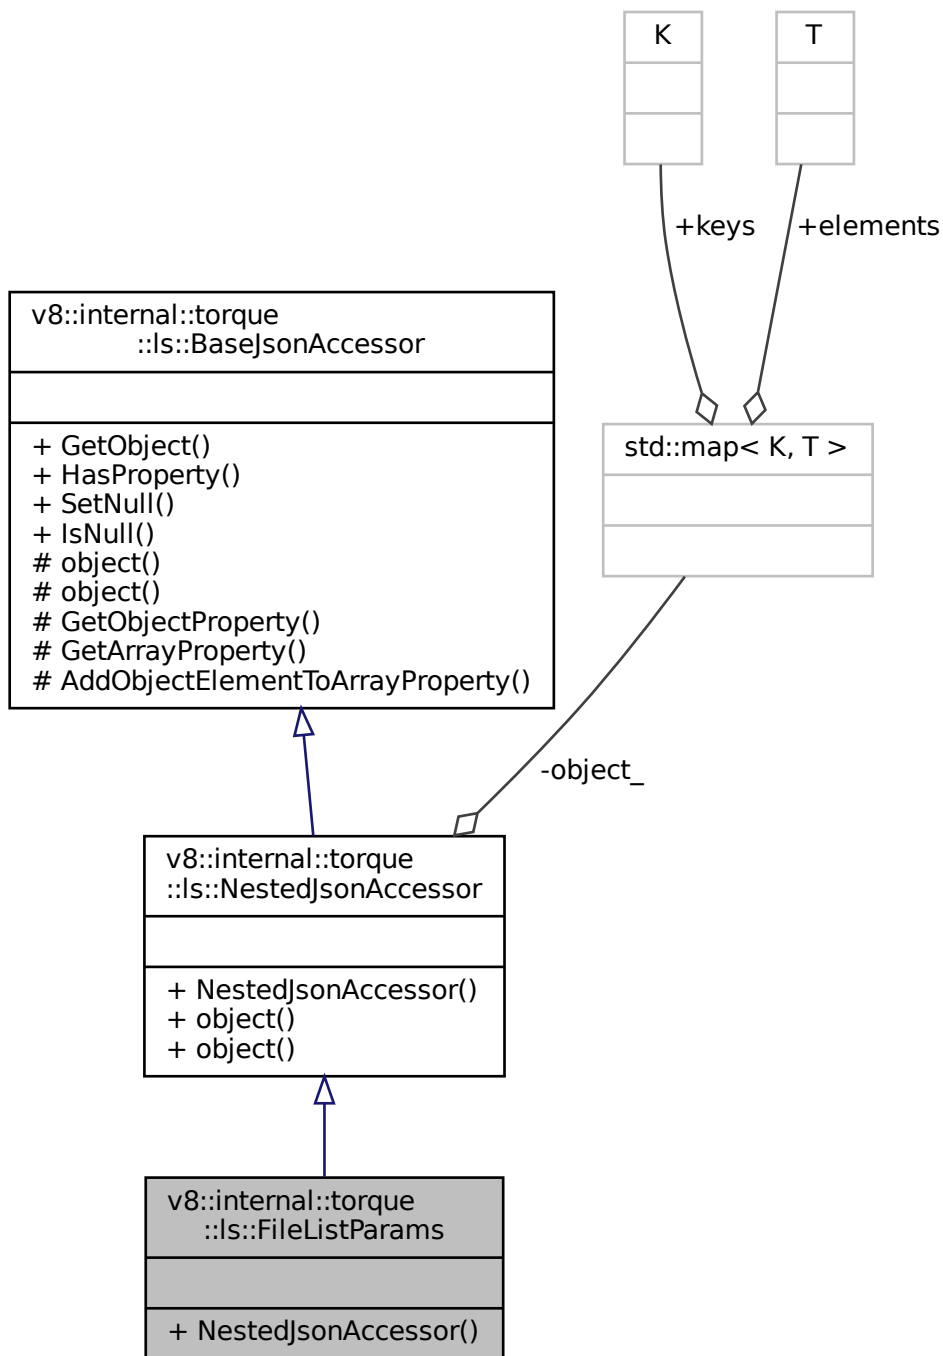 K
T
+keys
+elements
v8::internal::torque
::ls::BaseJsonAccessor
+ GetObject()
+ HasProperty()
+ SetNull()
+ IsNull()
# object()
# object()
# GetObjectProperty()
# GetArrayProperty()
# AddObjectElementToArrayProperty()
std::map< K, T >
-object_
v8::internal::torque
::ls::NestedJsonAccessor
+ NestedJsonAccessor()
+ object()
+ object()
v8::internal::torque
::ls::FileListParams
+ NestedJsonAccessor()